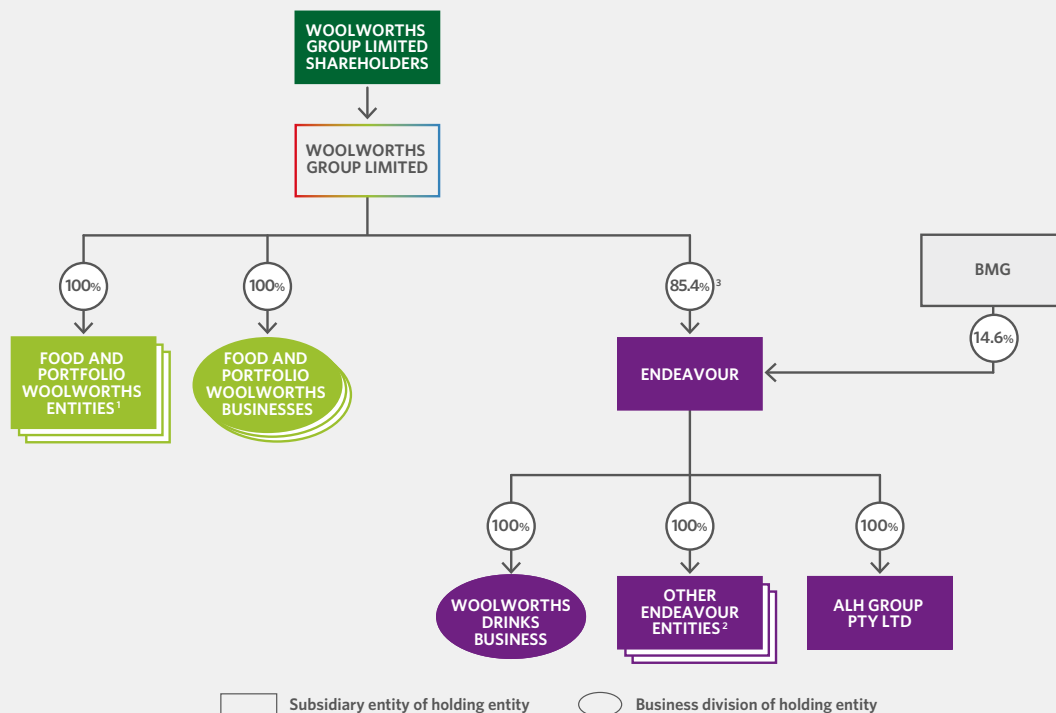 WOOLWORTHS
GROUP LIMITED
SHAREHOLDERS
WOOLWORTHS
GROUP LIMITED
100%
100%
85.4% ³
BMG
14.6%
FOOD AND
PORTFOLIO
WOOLWORTHS
ENTITIES¹
FOOD AND
PORTFOLIO
WOOLWORTHS
BUSINESSES
ENDEAVOUR
100%
100%
100%
WOOLWORTHS
DRINKS
BUSINESS
OTHER
ENDEAVOUR
ENTITIES²
ALH GROUP
PTY LTD
Subsidiary entity of holding entity
Business division of holding entity